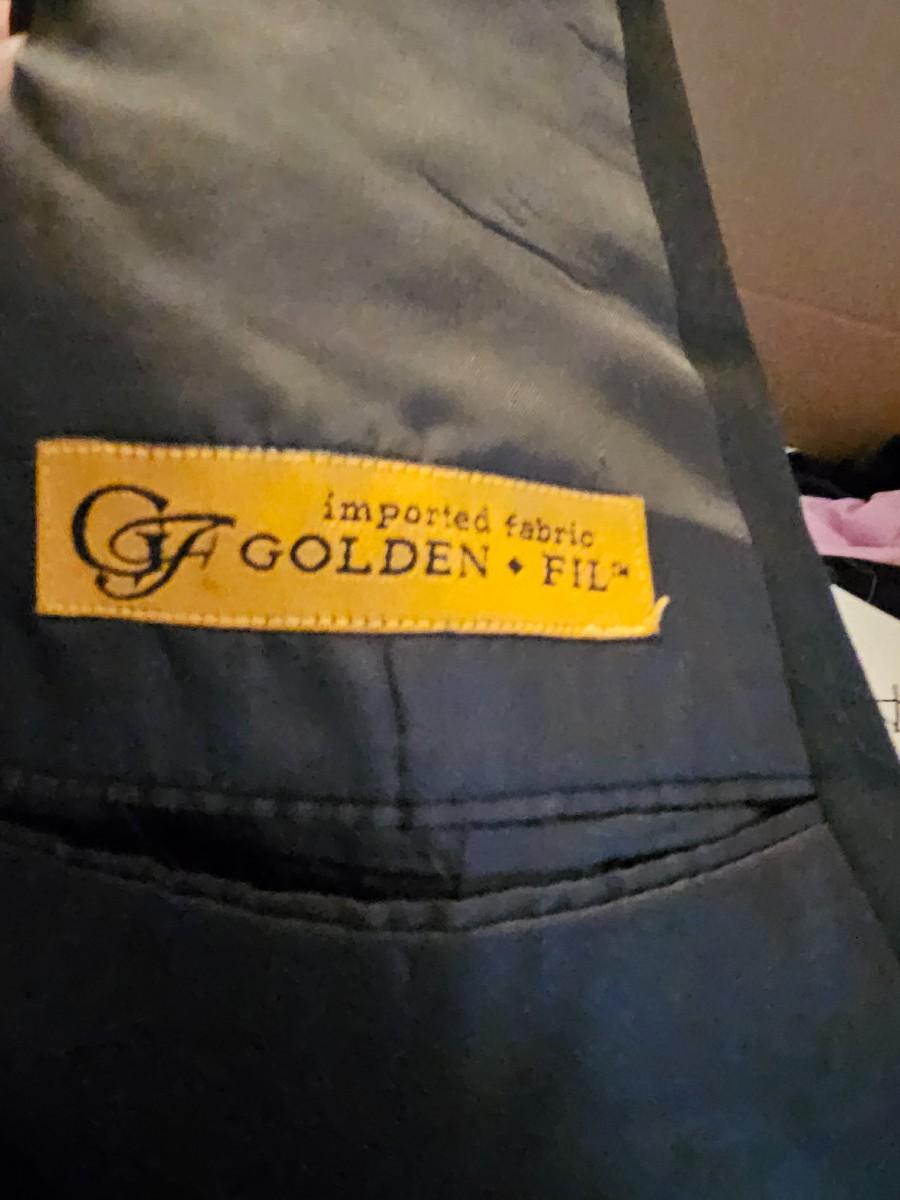 imported fabric
GF GOLDEN ♦ FIL™